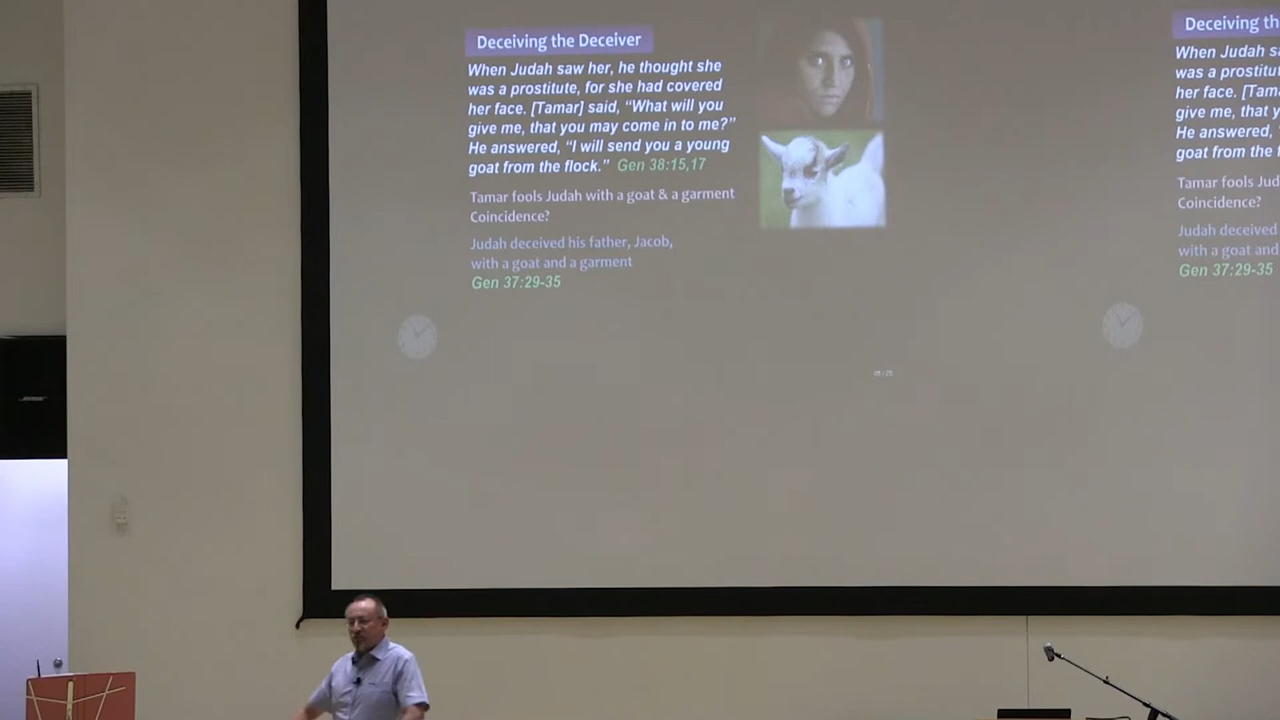 Deceiving the Deceiver
When Judah saw her, he thought she
was a prostitute, for she had covered
her face. [Tamar] said, “What will you
give me, that you may come in to me?”
He answered, “I will send you a young
goat from the flock.” Gen 38:15,17
Tamar fools Judah with a goat & a garment
Coincidence?
Judah deceived his father, Jacob,
with a goat and a garment
Gen 37:29-35
Deceiving th
When Judah s
was a prostitut
her face. [Tam
give me, that y
He answered,
goat from the f
Tamar fools Jud
Coincidence?
Judah deceived
with a goat and
Gen 37:29-35
BOSE